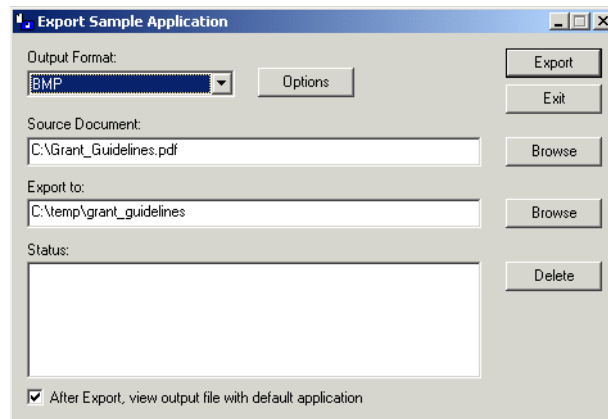 Export Sample Application
Output Format:
BMP
Options
Export
Exit
Source Document:
C:\Grant_Guidelines.pdf
Browse
Export to:
C:\temp\grant_guidelines
Browse
Status:
Delete
After Export, view output file with default application